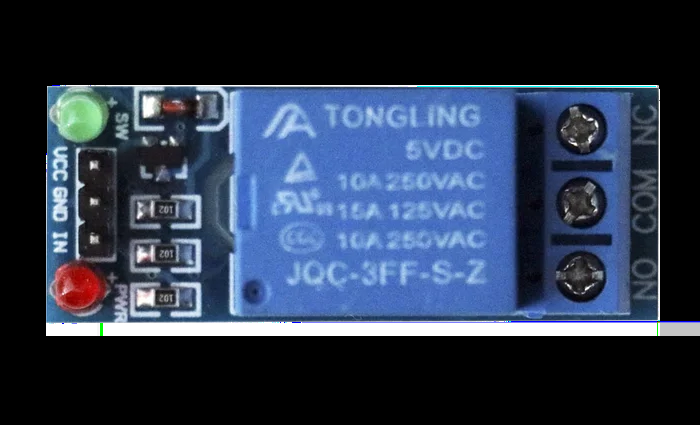 SW
VCC GND IN
PWR
102
102
102
TONGLING
5VDC
10A 250VAC
15A 125VAC
10A 250VAC
JQC-3FF-S-Z
NC
COM
NO